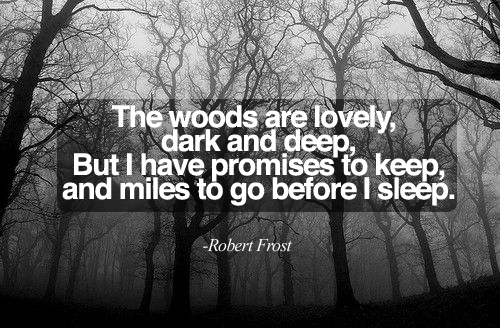 The woods are lovely,
dark and deep,
But I have promises to keep,
and miles to go before I sleep.
-Robert Frost